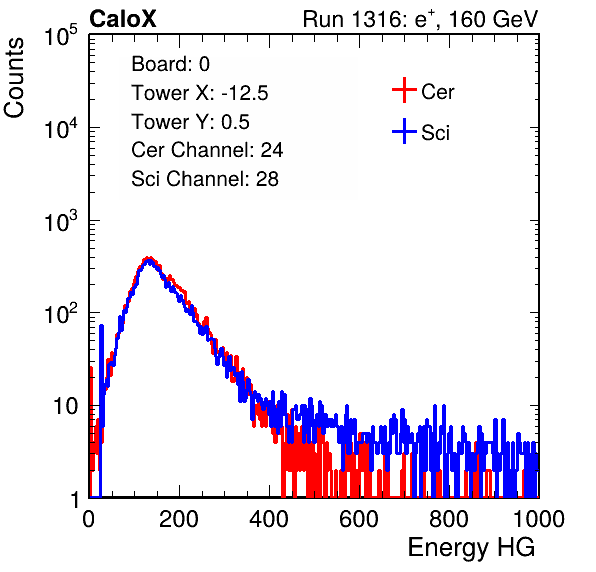 CaloX Run 1316: e+, 160 GeV
Counts
Board: 0
Tower X: -12.5
Tower Y: 0.5
Cer Channel: 24
Sci Channel: 28
Cer
Sci
10^5
10^4
10^3
10^2
10
1
0 200 400 600 800 1000
Energy HG